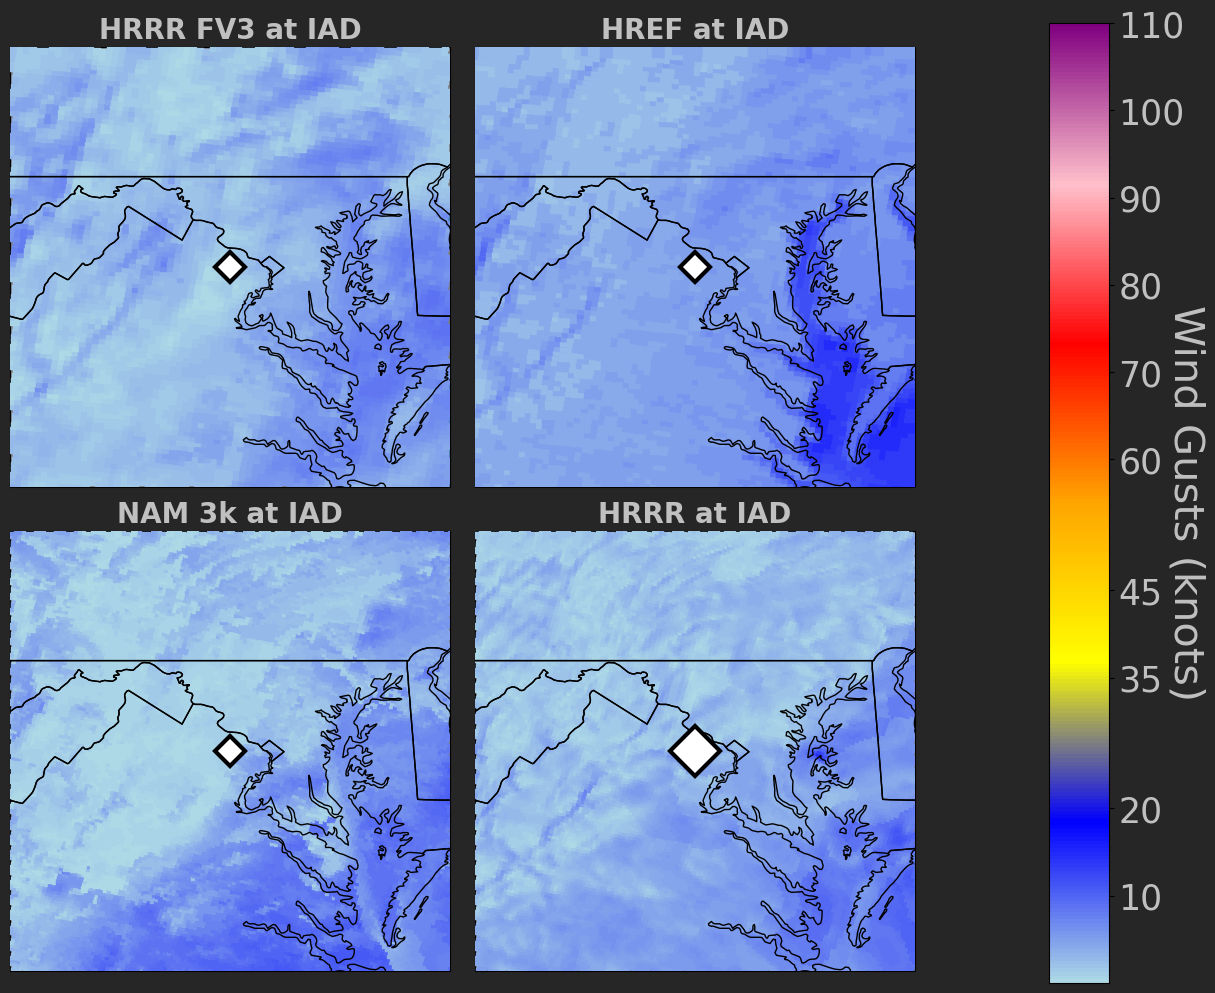 HRRR FV3 at IAD
HREF at IAD
NAM 3k at IAD
HRRR at IAD
110
100
90
80
70
60
45
35
20
10
Wind Gusts (knots)